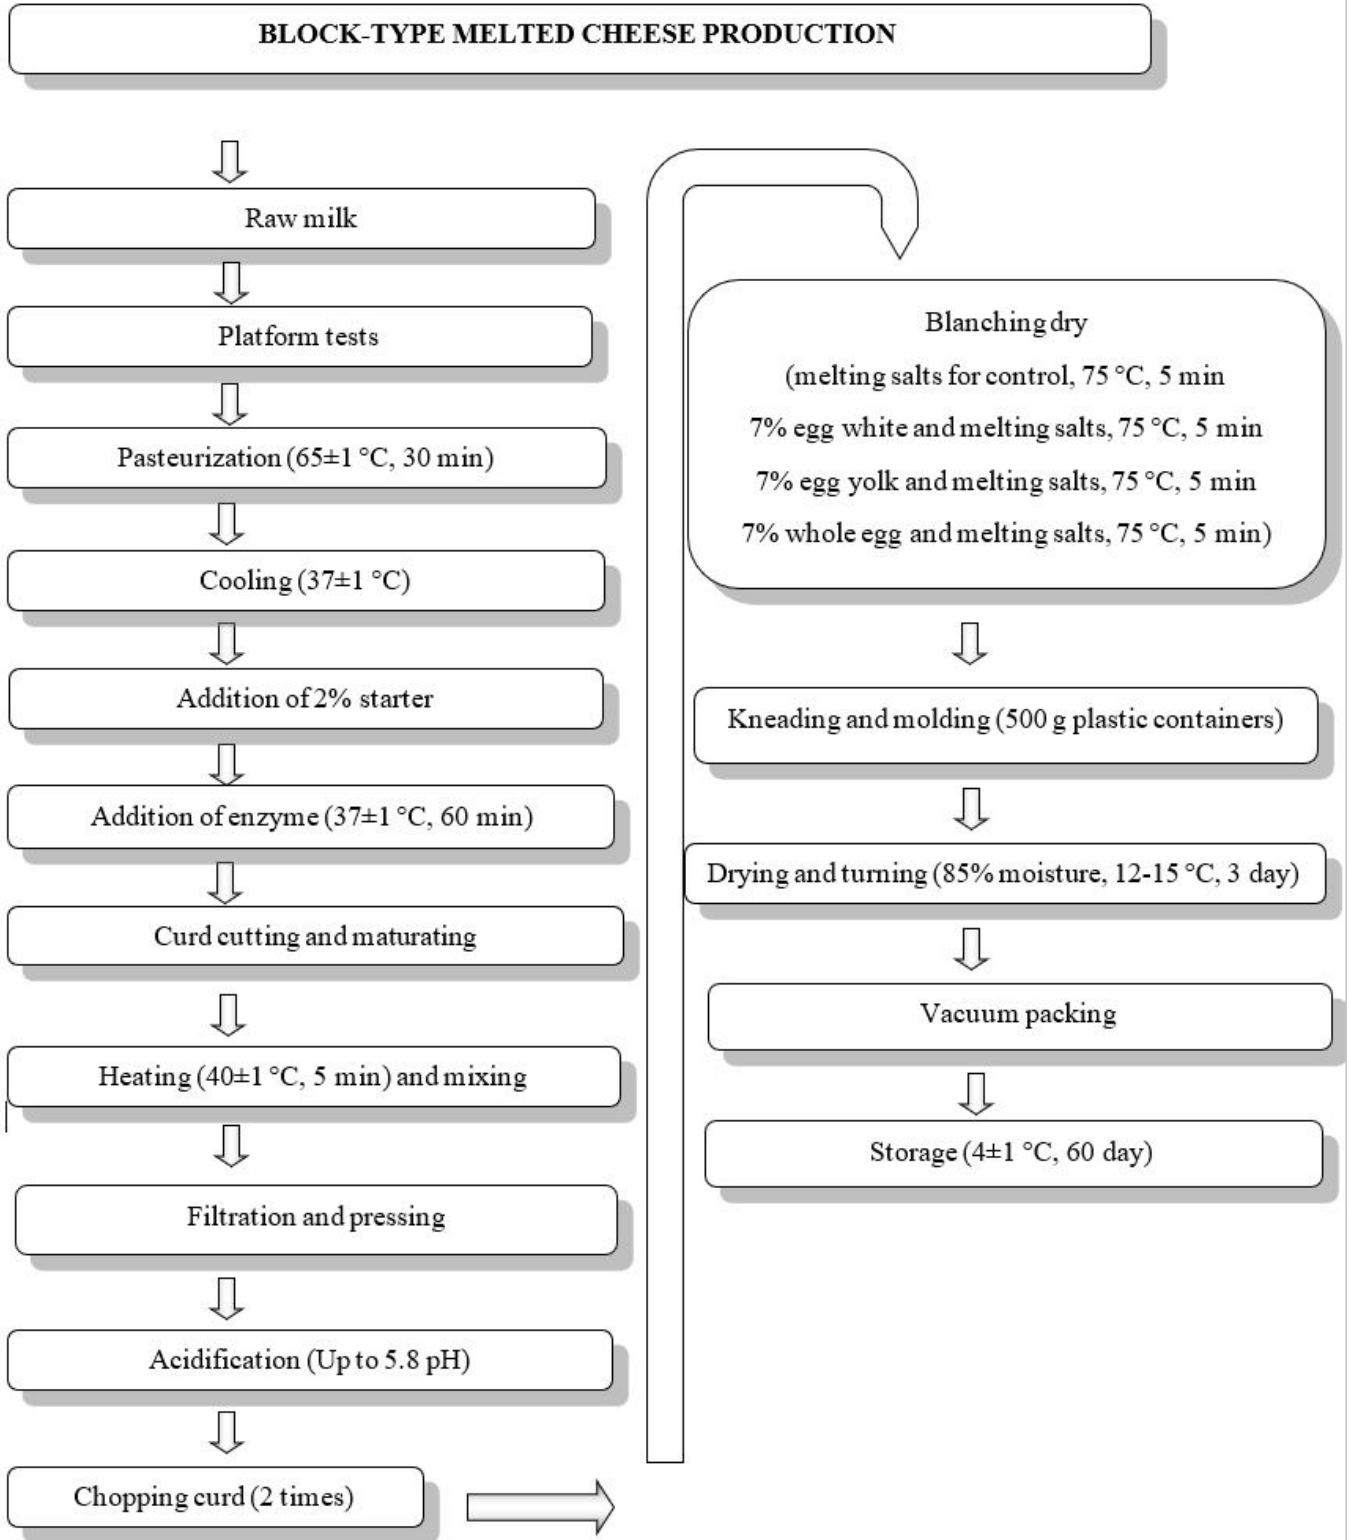 BLOCK-TYPE MELTED CHEESE PRODUCTION
Raw milk
Platform tests
Pasteurization (65±1 °C, 30 min)
Cooling (37±1 °C)
Addition of 2% starter
Addition of enzyme (37±1 °C, 60 min)
Curd cutting and maturating
Heating (40±1 °C, 5 min) and mixing
Filtration and pressing
Acidification (Up to 5.8 pH)
Chopping curd (2 times)
Blanching dry
(melting salts for control, 75 °C, 5 min
7% egg white and melting salts, 75 °C, 5 min
7% egg yolk and melting salts, 75 °C, 5 min
7% whole egg and melting salts, 75 °C, 5 min)
Kneading and molding (500 g plastic containers)
Drying and turning (85% moisture, 12-15 °C, 3 day)
Vacuum packing
Storage (4±1 °C, 60 day)